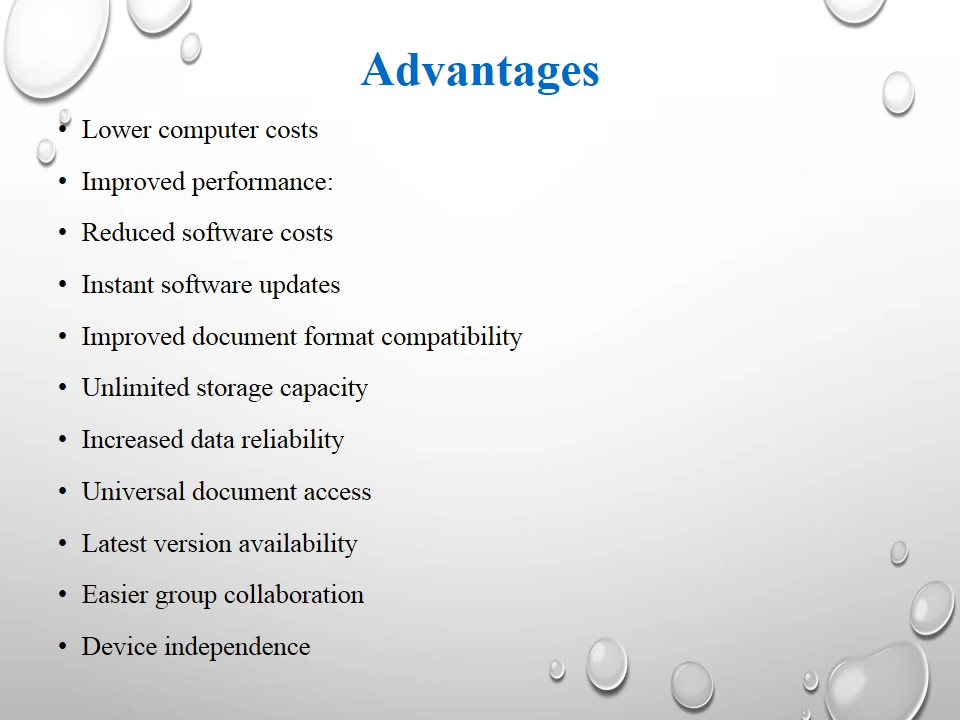 Advantages
• Lower computer costs
• Improved performance:
• Reduced software costs
• Instant software updates
• Improved document format compatibility
• Unlimited storage capacity
• Increased data reliability
• Universal document access
• Latest version availability
• Easier group collaboration
• Device independence